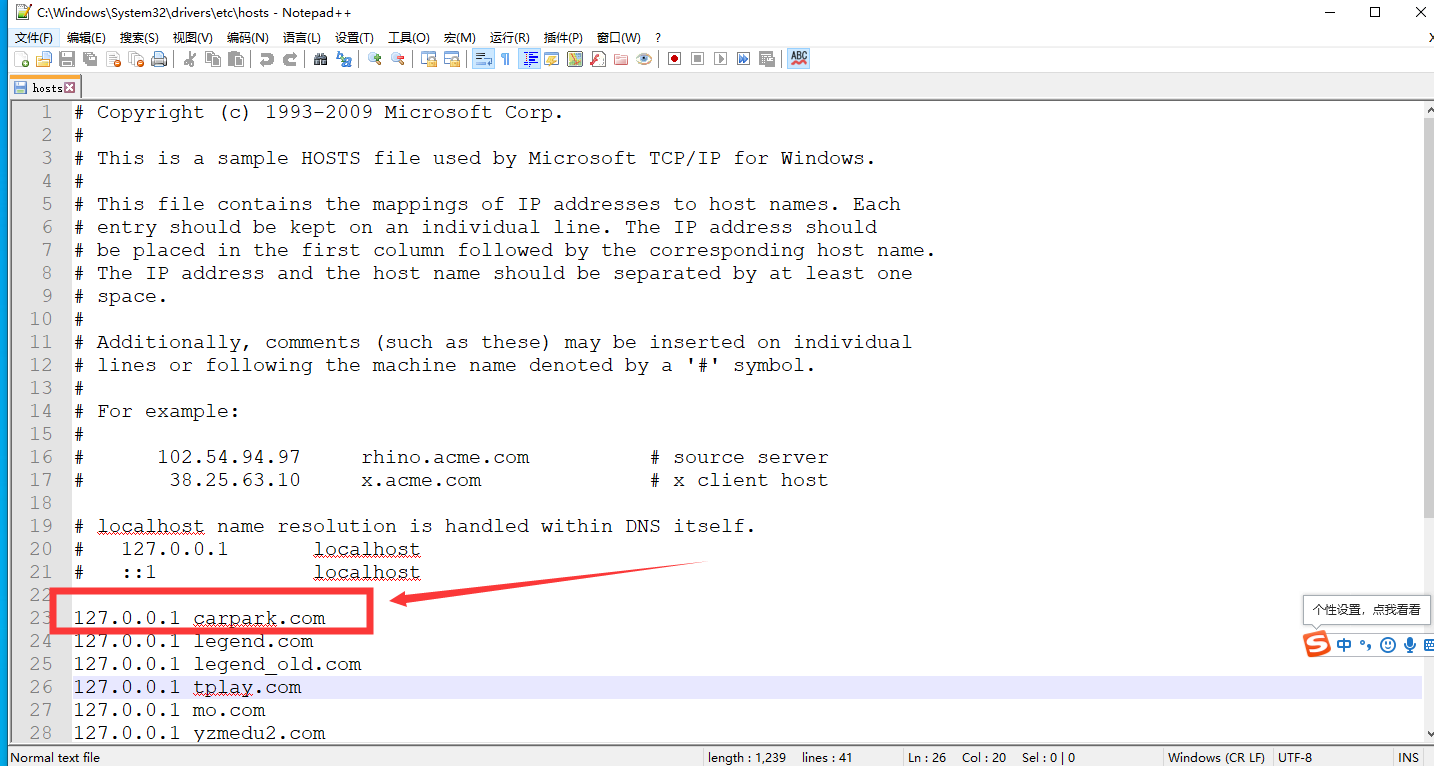 C:\Windows\System32\drivers\etc\hosts - Notepad++
文件(F) 编辑(E) 搜索(S) 视图(V) 编码(N) 语言(L) 设置(T) 工具(O) 宏(M) 运行(R) 插件(P) 窗口(W) ?
hosts
1 # Copyright (c) 1993-2009 Microsoft Corp.
2 #
3 # This is a sample HOSTS file used by Microsoft TCP/IP for Windows.
4 #
5 # This file contains the mappings of IP addresses to host names. Each
6 # entry should be kept on an individual line. The IP address should
7 # be placed in the first column followed by the corresponding host name.
8 # The IP address and the host name should be separated by at least one
9 # space.
10 #
11 # Additionally, comments (such as these) may be inserted on individual
12 # lines or following the machine name denoted by a '#' symbol.
13 #
14 # For example:
15 #
16 # 102.54.94.97 rhino.acme.com # source server
17 # 38.25.63.10 x.acme.com # x client host
18
19 # localhost name resolution is handled within DNS itself.
20 # 127.0.0.1 localhost
21 # ::1 localhost
22
23 127.0.0.1 carpark.com
24 127.0.0.1 legend.com
25 127.0.0.1 legend_old.com
26 127.0.0.1 tplay.com
27 127.0.0.1 mo.com
28 127.0.0.1 yzmedu2.com
个性设置，点我看看
中
Normal text file length : 1,239 lines : 41 Ln : 26 Col : 20 Sel : 0 | 0 Windows (CR LF) UTF-8 INS